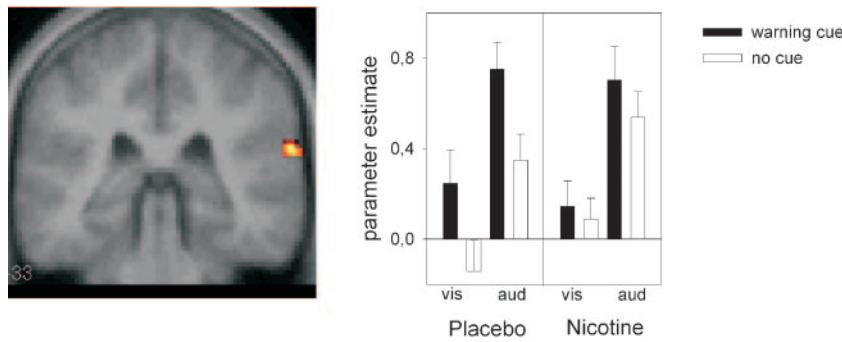 33
0,8
0,4
0,0
parameter estimate
vis
aud
vis
aud
Placebo
Nicotine
warning cue
no cue